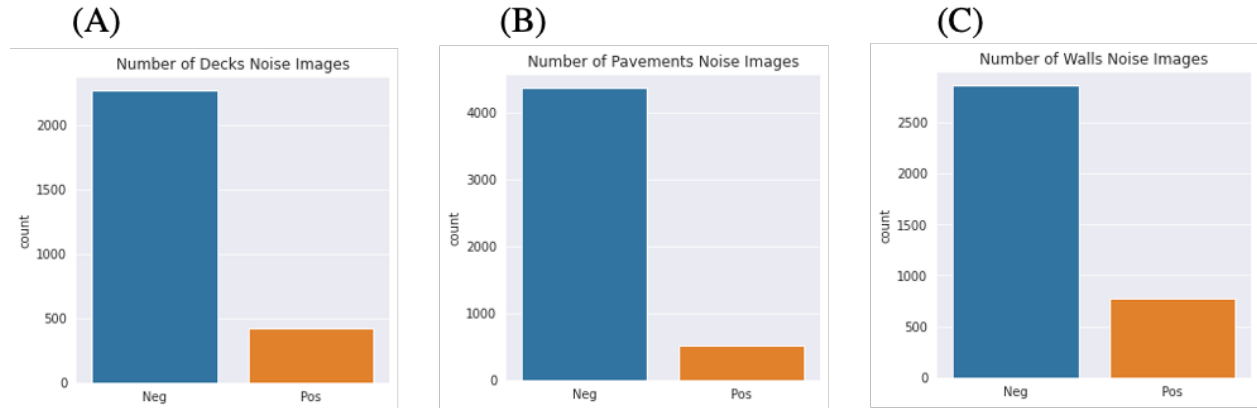 (A)
Number of Decks Noise Images
count
2000
1500
1000
500
0
Neg Pos
(B)
Number of Pavements Noise Images
count
4000
3000
2000
1000
0
Neg Pos
(C)
Number of Walls Noise Images
count
2500
2000
1500
1000
500
0
Neg Pos